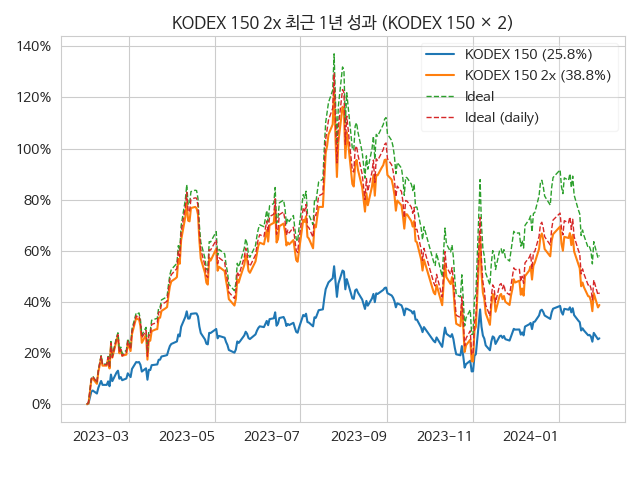 KODEX 150 2x 최근 1년 성과 (KODEX 150 × 2)
140%
120%
100%
80%
60%
40%
20%
0%
KODEX 150 (25.8%)
KODEX 150 2x (38.8%)
Ideal
Ideal (daily)
2023-03
2023-05
2023-07
2023-09
2023-11
2024-01